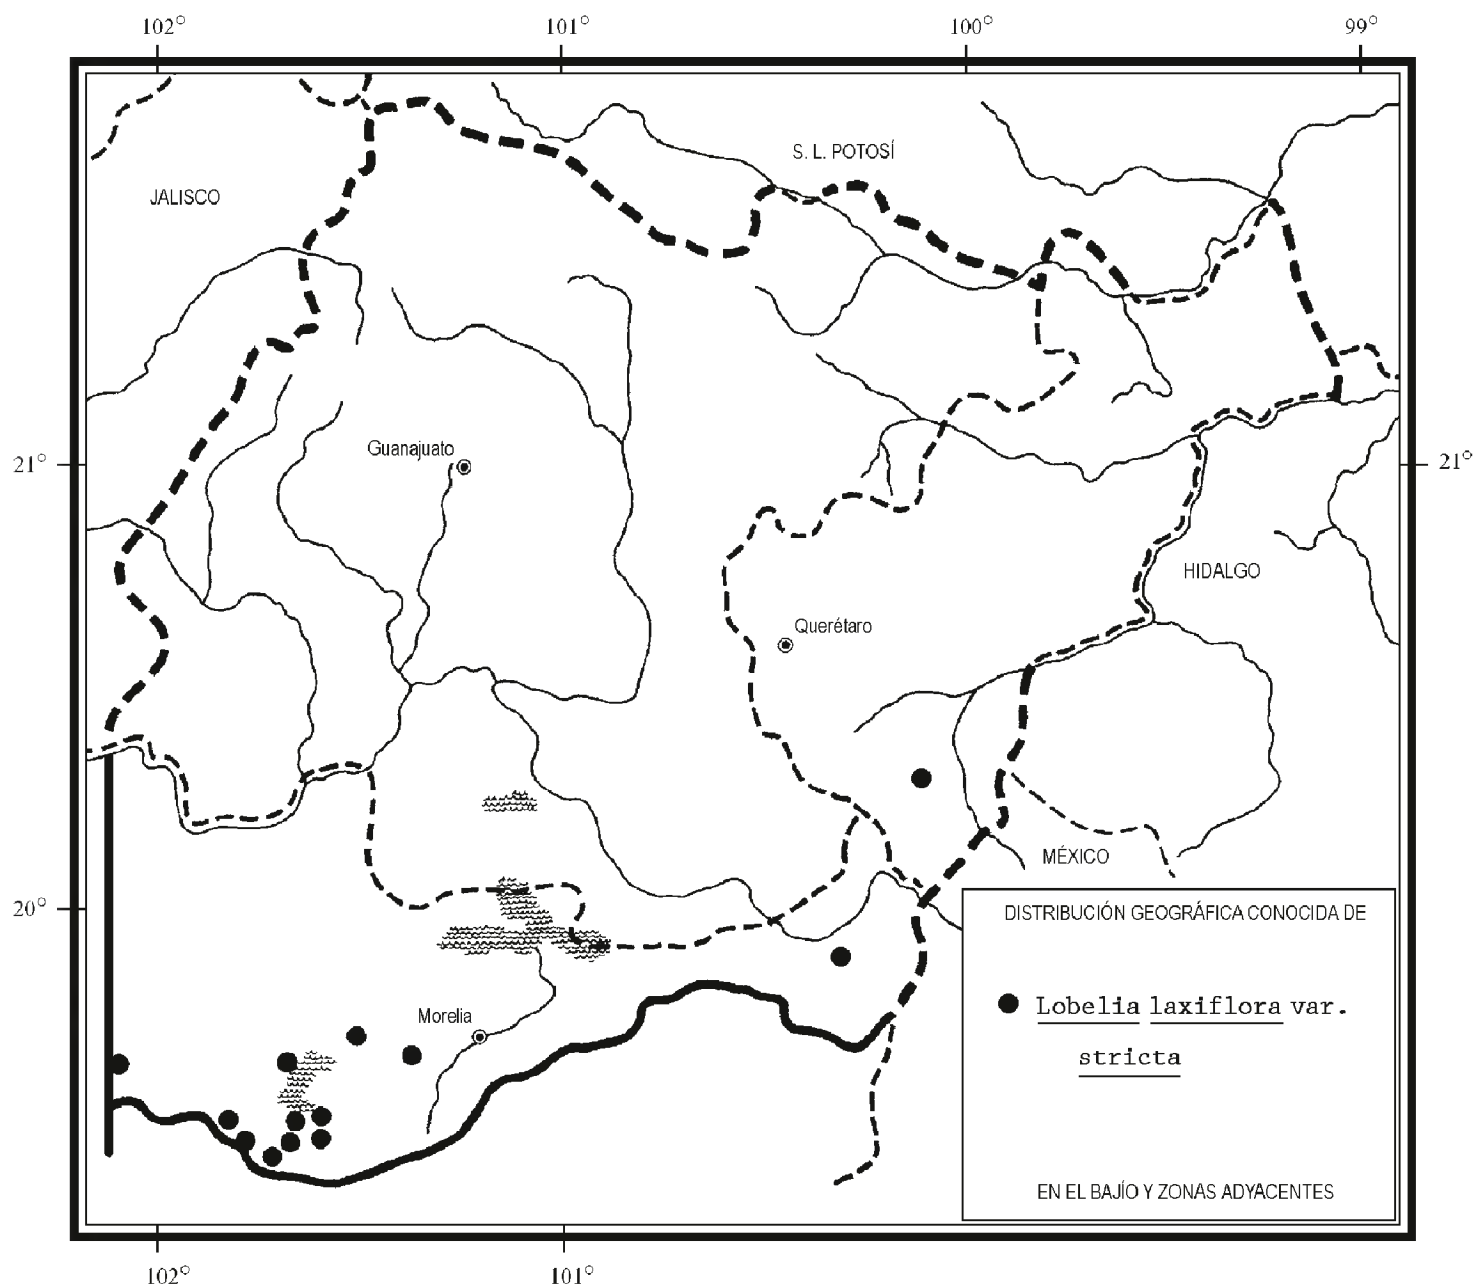 102° 101° 100° 99°
S. L. POTOSÍ
JALISCO
Guanajuato
21° 21°
HIDALGO
Querétaro
MÉXICO
20°
DISTRIBUCIÓN GEOGRÁFICA CONOCIDA DE
Lobelia laxiflora var.
stricta
Morelia
EN EL BAJÍO Y ZONAS ADYACENTES
102° 101°